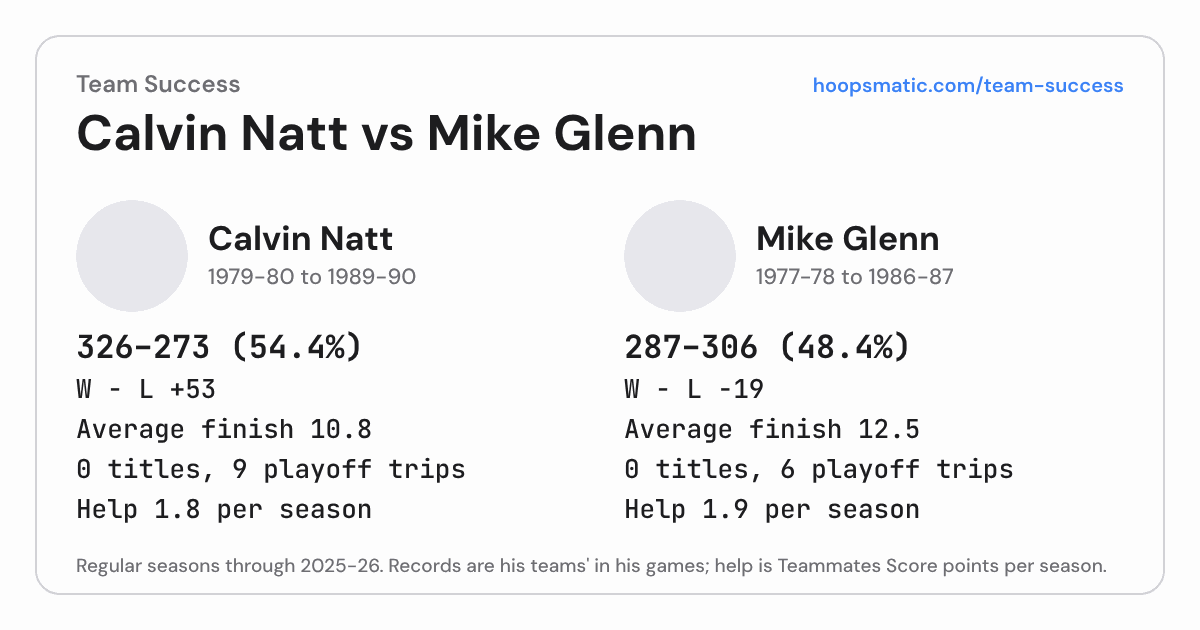 Team Success
hoopsmatic.com/team-success
Calvin Natt vs Mike Glenn
Calvin Natt
1979-80 to 1989-90
326-273 (54.4%)
W - L +53
Average finish 10.8
0 titles, 9 playoff trips
Help 1.8 per season
Mike Glenn
1977-78 to 1986-87
287-306 (48.4%)
W - L -19
Average finish 12.5
0 titles, 6 playoff trips
Help 1.9 per season
Regular seasons through 2025-26. Records are his teams' in his games; help is Teammates Score points per season.